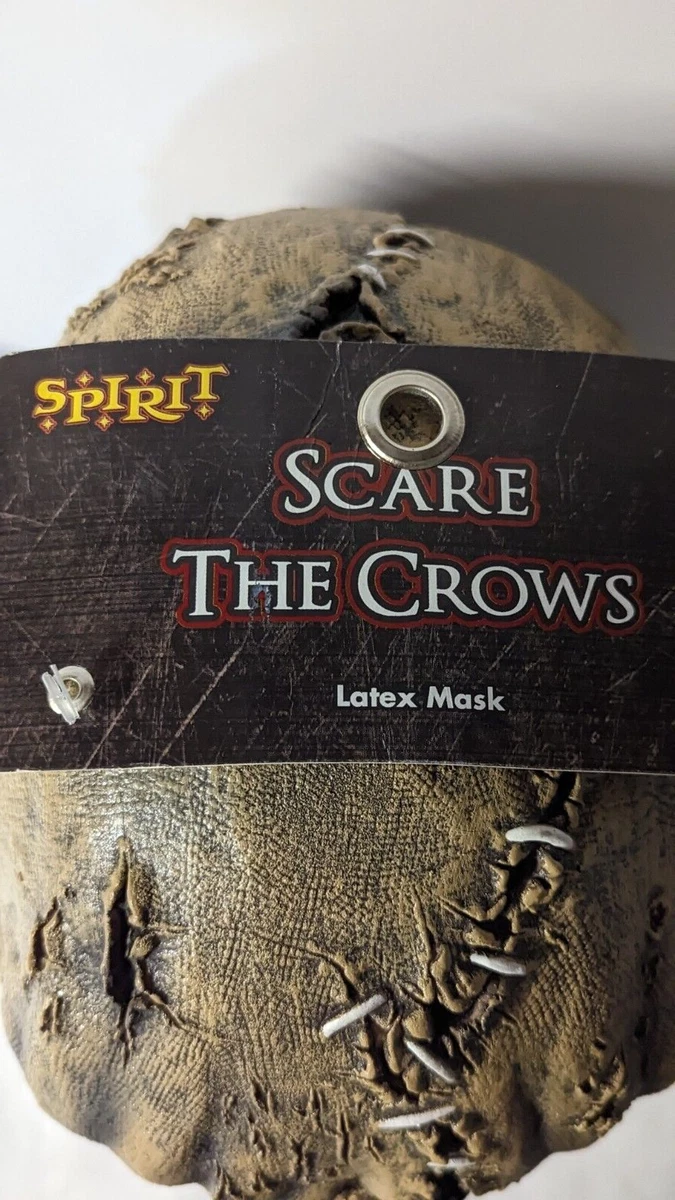 SPIRIT
SCARE
THE CROWS
Latex Mask